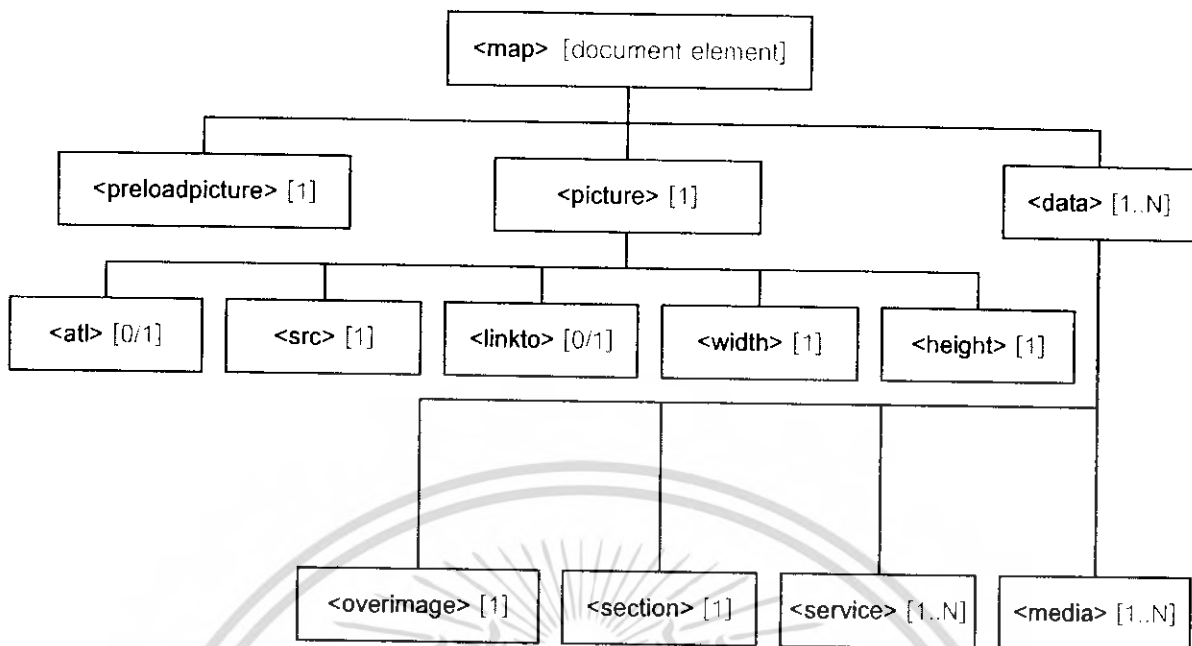 <map> [document element]
<preloadpicture> [1]
<picture> [1]
<data> [1..N]
<atl> [0/1]
<src> [1]
<linkto> [0/1]
<width> [1]
<height> [1]
<overimage> [1]
<section> [1]
<service> [1..N]
<media> [1..N]